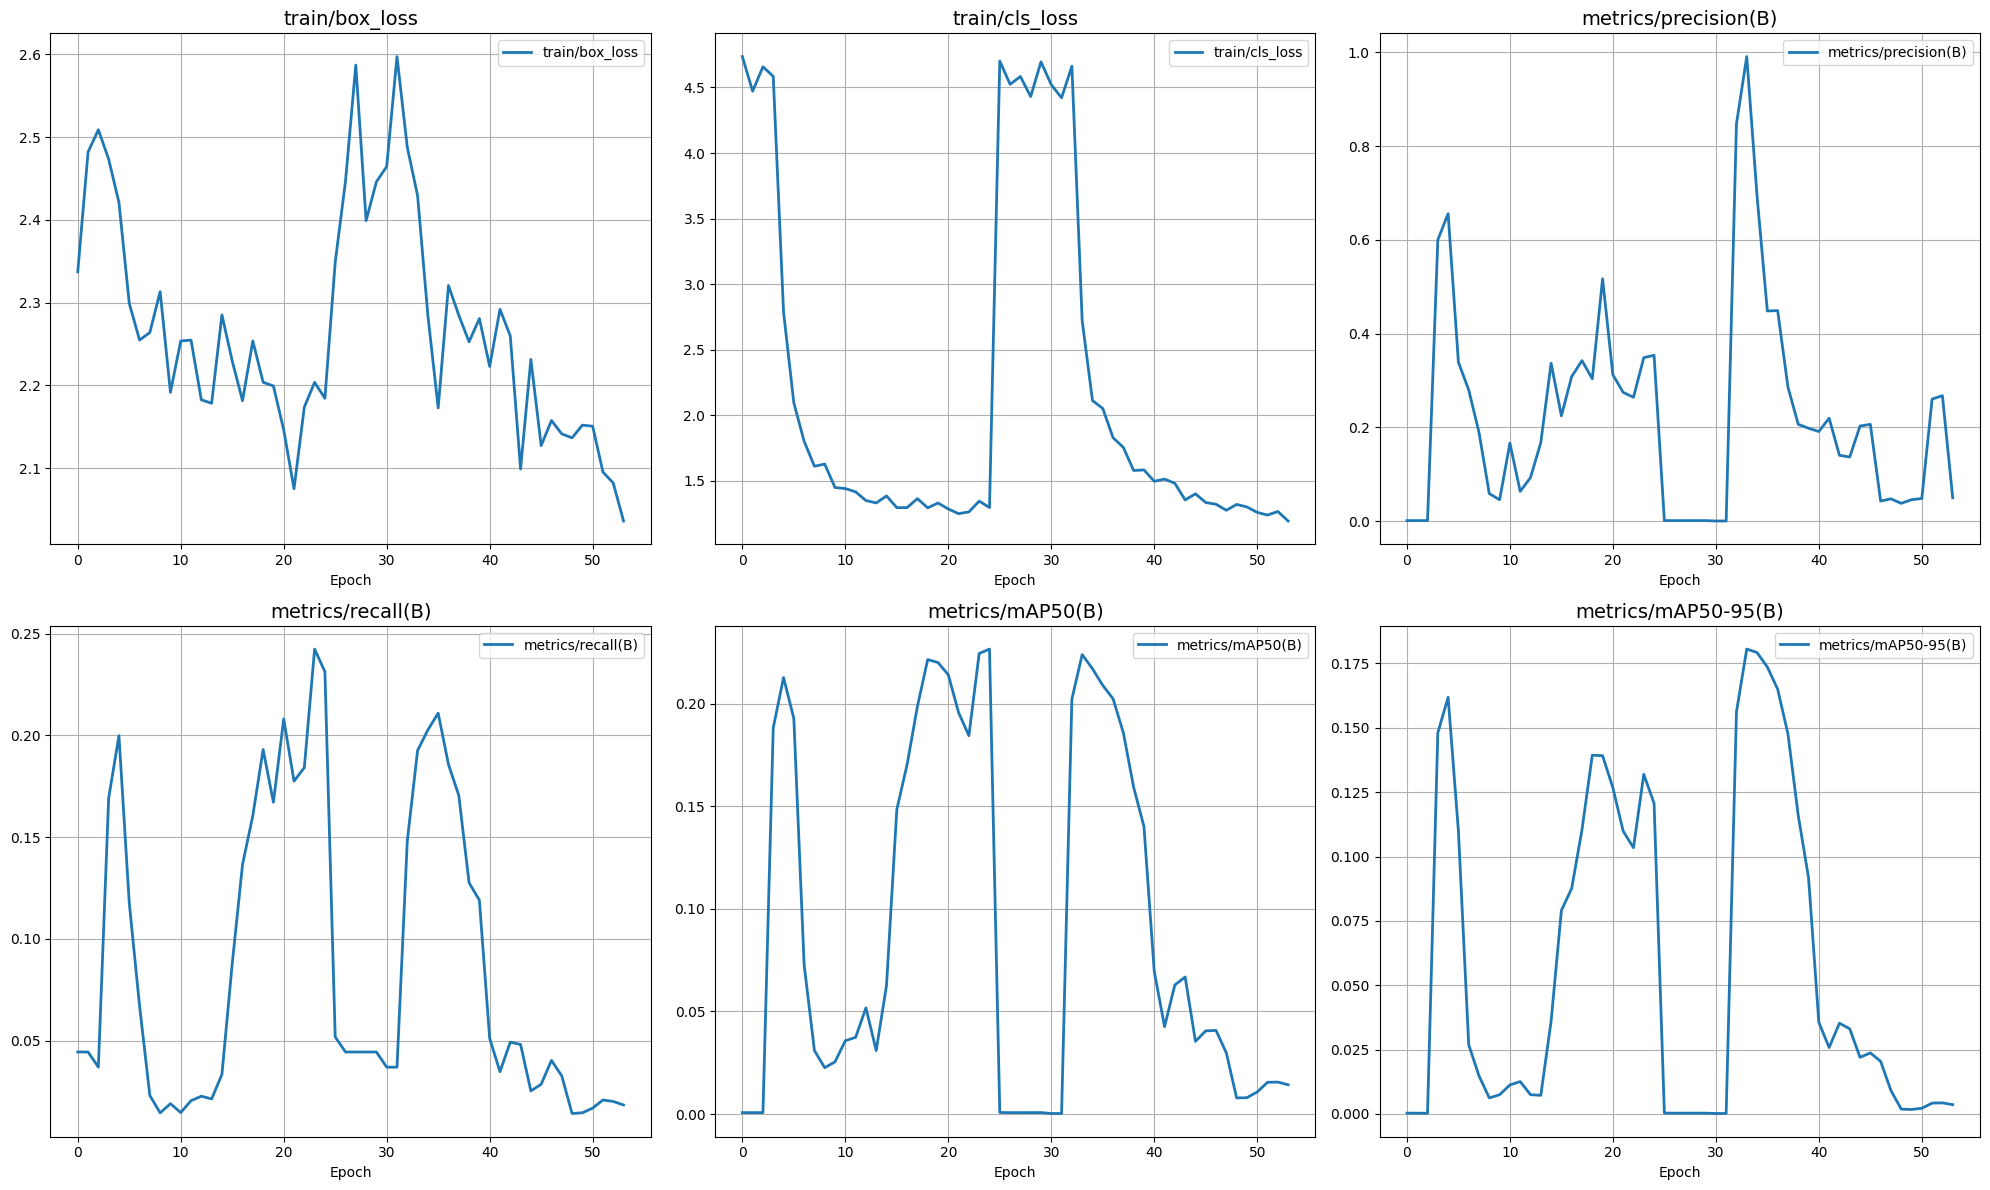 train/box_loss
train/box_loss
2.6
2.5
2.4
2.3
2.2
2.1
0 10 20 30 40 50
Epoch
train/cls_loss
train/cls_loss
4.5
4.0
3.5
3.0
2.5
2.0
1.5
0 10 20 30 40 50
Epoch
metrics/precision(B)
metrics/precision(B)
1.0
0.8
0.6
0.4
0.2
0.0
0 10 20 30 40 50
Epoch
metrics/recall(B)
metrics/recall(B)
0.25
0.20
0.15
0.10
0.05
0 10 20 30 40 50
Epoch
metrics/mAP50(B)
metrics/mAP50(B)
0.20
0.15
0.10
0.05
0.00
0 10 20 30 40 50
Epoch
metrics/mAP50-95(B)
metrics/mAP50-95(B)
0.175
0.150
0.125
0.100
0.075
0.050
0.025
0.000
0 10 20 30 40 50
Epoch